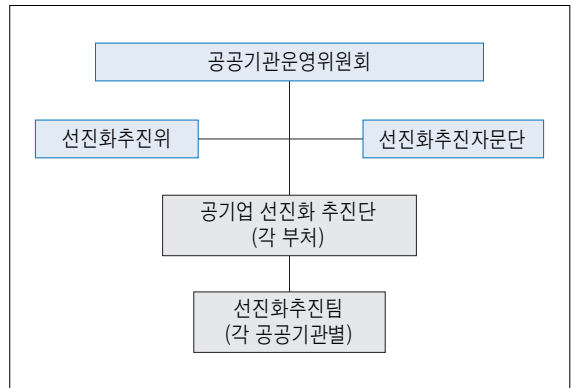 공공기관운영위원회
선진화추진위
선진화추진자문단
공기업 선진화 추진단
(각 부처)
선진화추진팀
(각 공공기관별)